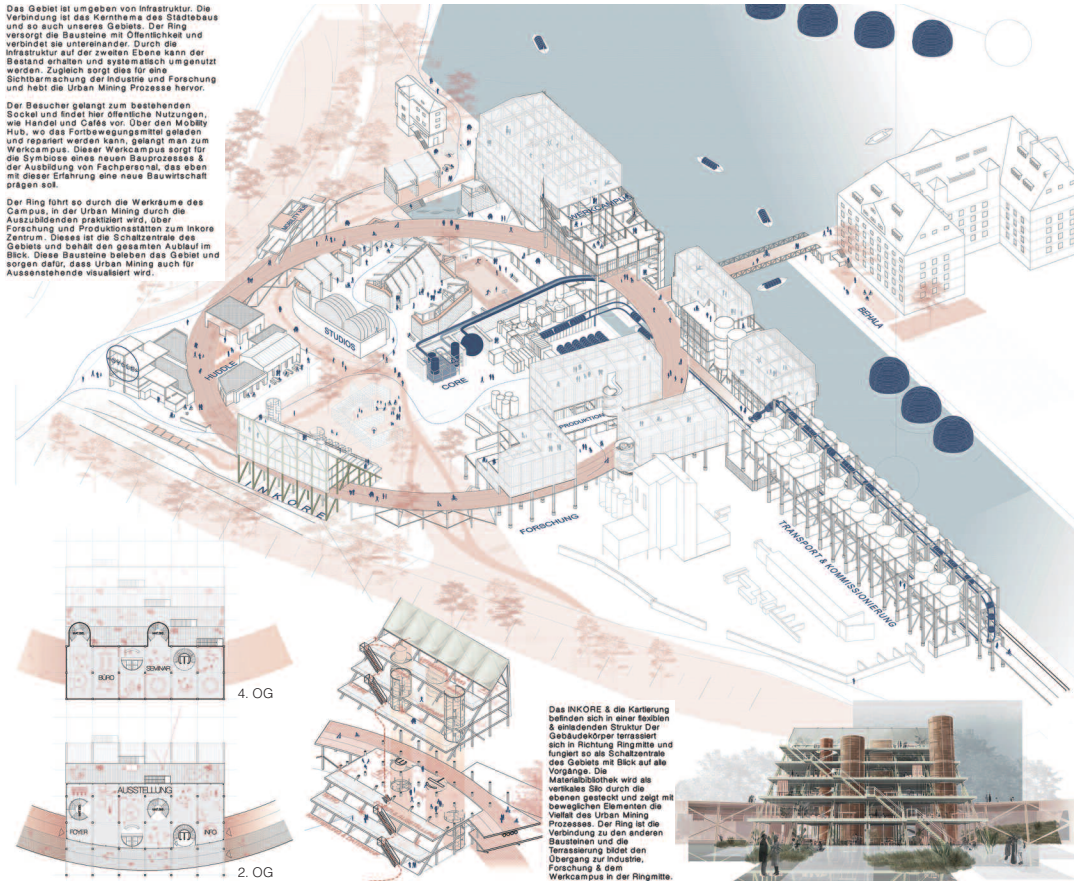 Das Gebiet ist umgeben von Infrastruktur. Die
Verbindung ist das Kernthema des Städtebaus
und so auch unseres Gebiets. Der Ring
versorgt die Bausteine mit Öffentlichkeit und
verbindet sie untereinander. Durch die
Infrastruktur auf der zweiten Ebene kann der
Bestand erhalten und systematisch umgenutzt
werden. Zugleich sorgt dies für eine
Sichtbarmachung der Industrie und Forschung
und hebt die Urban Mining Prozesse hervor.
Der Besucher gelangt zum bestehenden
Sockel und findet hier öffentliche Nutzungen,
wie Handel und Cafés vor. Über den Mobility
Hub, wo das Fortbewegungsmittel geladen
und repariert werden kann, gelangt man zum
Werkcampus. Dieser Werkcampus sorgt für
die Symbiose eines neuen Bauprozesses &
der Ausbildung von Fachpersonal, das eben
mit dieser Erfahrung eine neue Bauwirtschaft
prägen soll.
Der Ring führt so durch die Werkräume des
Campus, in der Urban Mining durch die
Auszubildenden praktiziert wird, über
Forschung und Produktionsstätten zum Inkore
Zentrum. Dieses ist die Schaltzentrale des
Gebiets und behält den gesamten Aublauf im
Blick. Diese Bausteine beleben das Gebiet und
sorgen dafür, dass Urban Mining auch für
Aussenstehende visualisiert wird.
WERKCAMPUS
STUDIOS
HUDDLE
CORE
BEHALA
PRODUKTION
INKORE
FORSCHUNG
TRANSPORT & KOMMISSIONIERUNG
BÜRO
SEMINAR
4. OG
AUSSTELLUNG
FOYER
INFO
2. OG
Das INKORE & die Kartierung
befinden sich in einer flexiblen
& einladenden Struktur Der
Gebäudekörper terrassiert
sich in Richtung Ringmitte und
fungiert so als Schaltzentrale
des Gebiets mit Blick auf alle
Vorgänge. Die
Materialbibliothek wird als
vertikales Silo durch die
ebenen gesteckt und zeigt mit
beweglichen Elementen die
Vielfalt des Urban Mining
Prozesses. Der Ring ist die
Verbindung zu den anderen
Bausteinen und die
Terrassierung bildet den
Übergang zur Industrie,
Forschung & dem
Werkcampus in der Ringmitte.